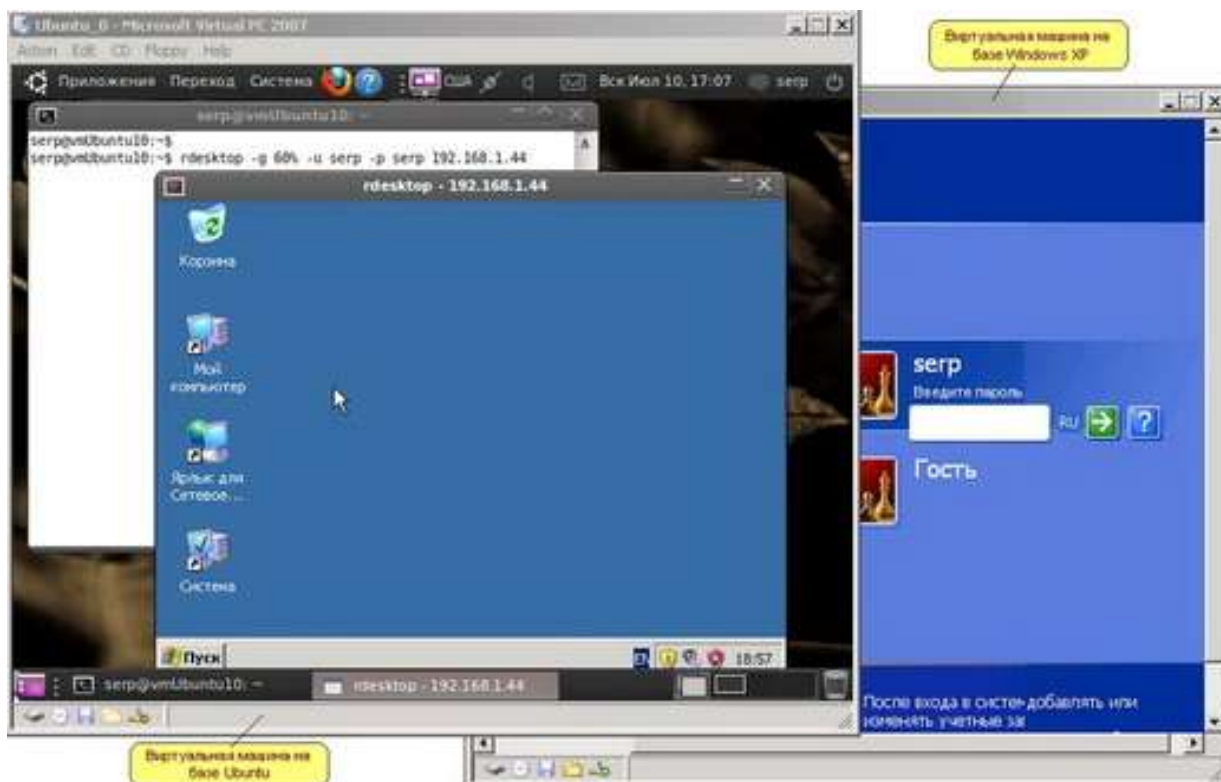 Ubuntu_6 - Microsoft Virtual PC 2007
Action Edit CD Floppy Help
Приложения Переход Система ? США Вск Июл 10, 17:07 serp
serp@vmUbuntu10: ~
serp@vmUbuntu10:~$
serp@vmUbuntu10:~$ rdesktop -g 60% -u serp -p serp 192.168.1.44
rdesktop - 192.168.1.44
Корзина
Мой
компьютер
Ярлык для
Сетевое...
Система
Пуск
EN
18:57
serp@vmUbuntu10: ~
rdesktop - 192.168.1.44
Виртуальная машина на
базе Ubuntu
Виртуальная машина на
базе Windows XP
serp
Введите пароль
RU
?
Гость
После входа в систем добавлять или
изменять учетные за